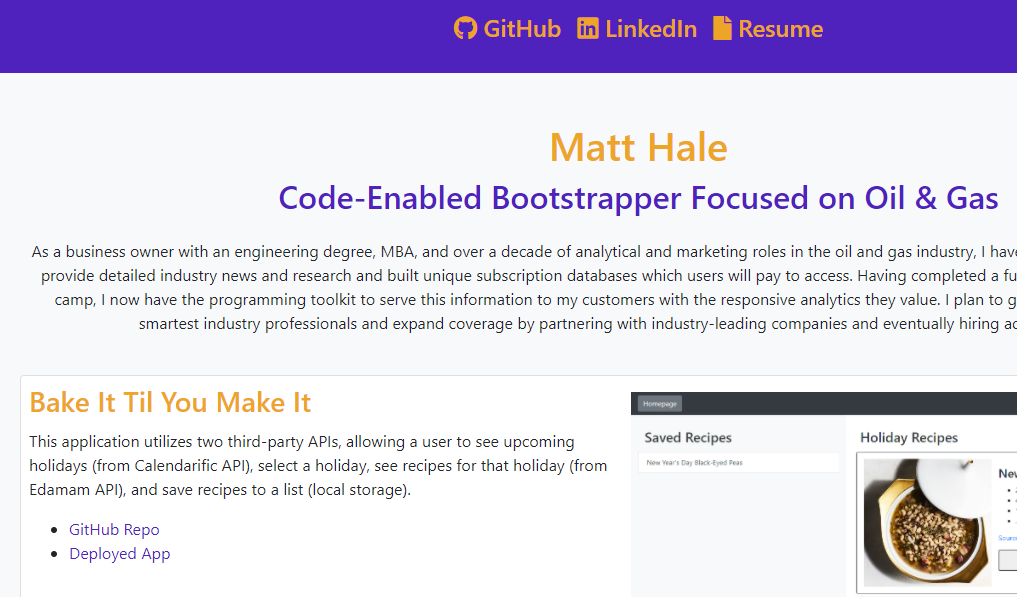 GitHub LinkedIn Resume
Matt Hale
Code-Enabled Bootstrapper Focused on Oil & Gas
As a business owner with an engineering degree, MBA, and over a decade of analytical and marketing roles in the oil and gas industry, I have
provide detailed industry news and research and built unique subscription databases which users will pay to access. Having completed a fu
camp, I now have the programming toolkit to serve this information to my customers with the responsive analytics they value. I plan to g
smartest industry professionals and expand coverage by partnering with industry-leading companies and eventually hiring ad
Bake It Til You Make It
This application utilizes two third-party APIs, allowing a user to see upcoming
holidays (from Calendarific API), select a holiday, see recipes for that holiday (from
Edamam API), and save recipes to a list (local storage).
GitHub Repo
Deployed App
Homepage
Saved Recipes
New Year's Day Black-Eyed Peas
Holiday Recipes
New
Source